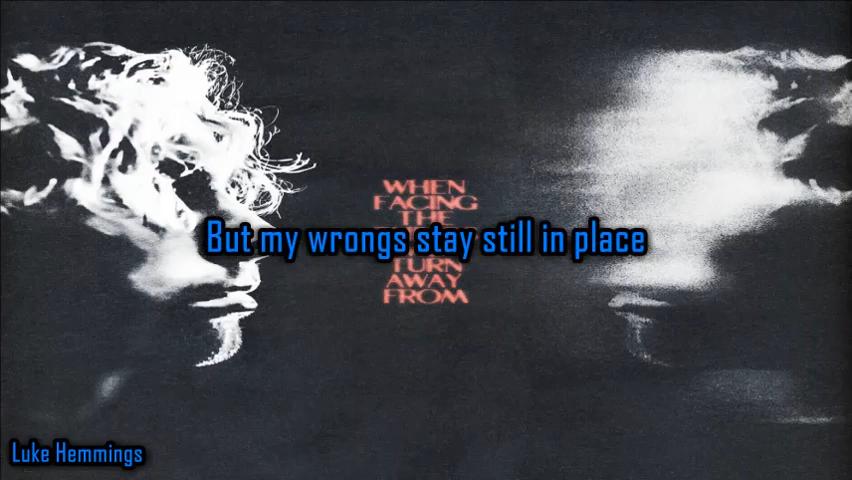 WHEN
FACING
THE
But my wrongs stay still in place
TURN
AWAY
FROM
Luke Hemmings